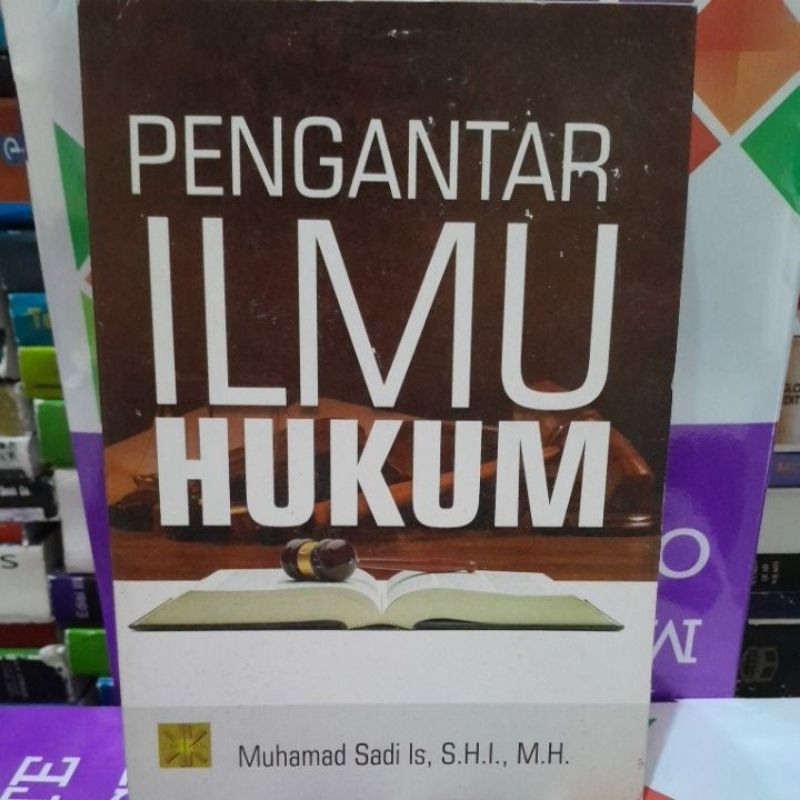 PENGANTAR
ILMU
HUKUM
Muhamad Sadi Is, S.H.I., M.H.